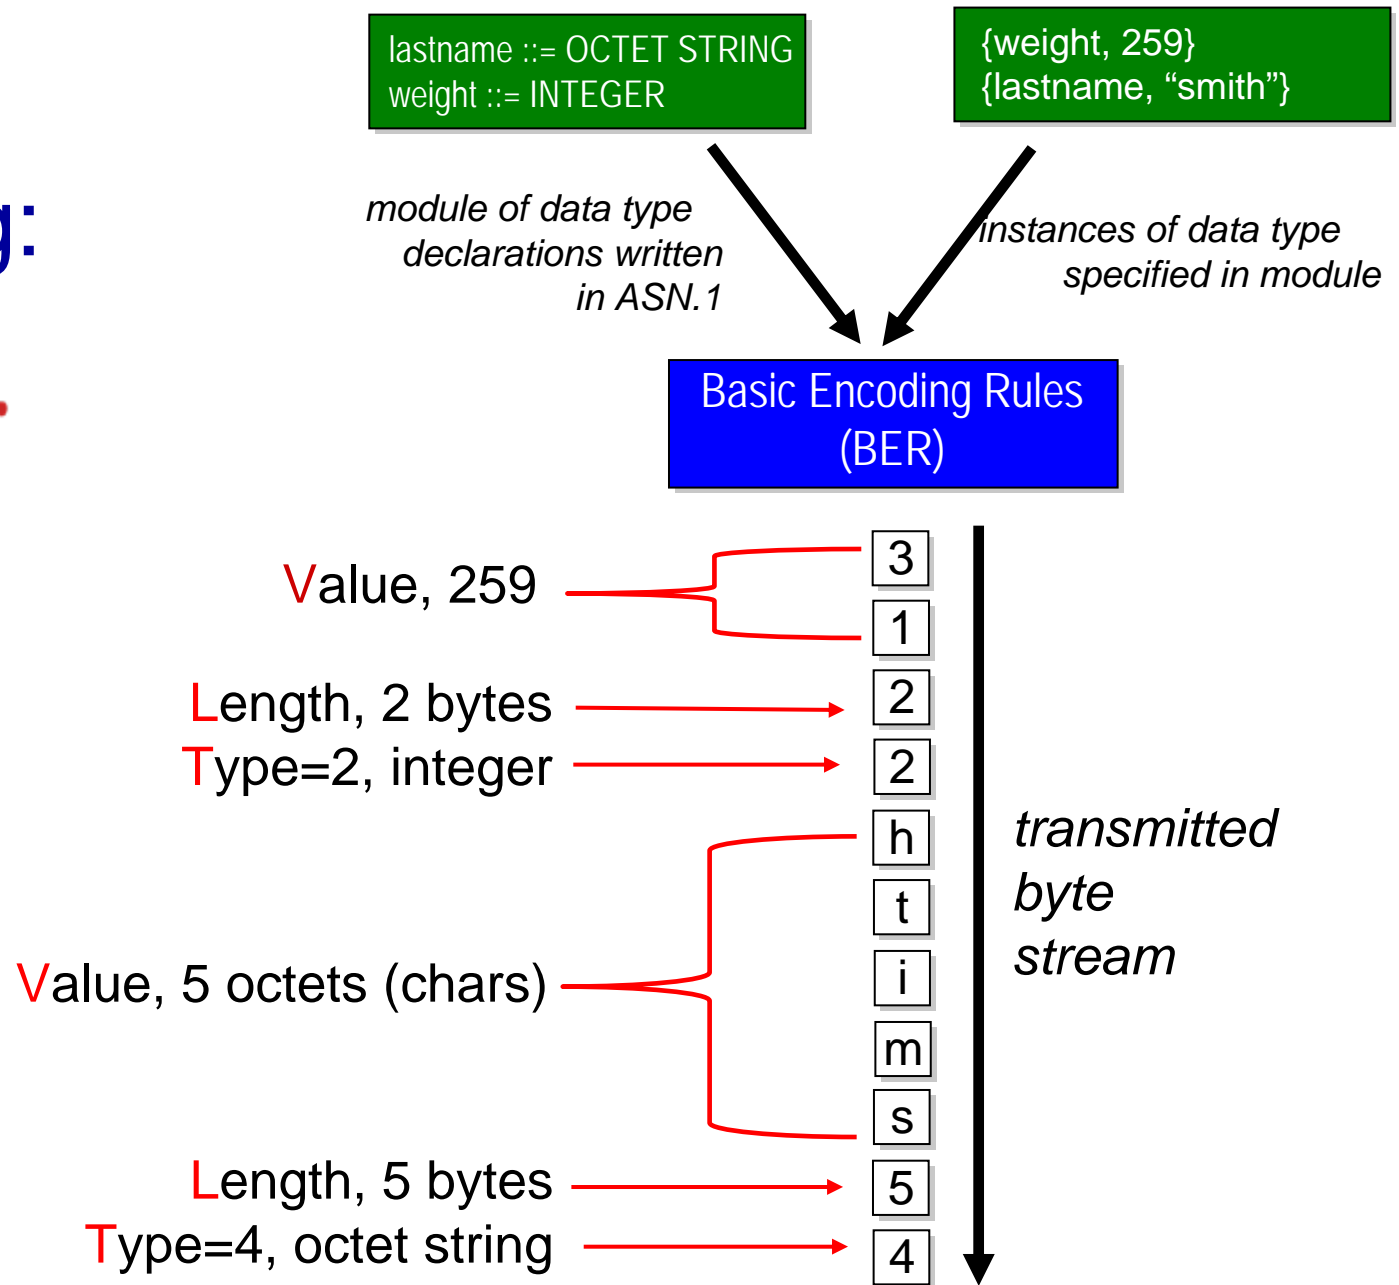 lastname ::= OCTET STRING
weight ::= INTEGER
{weight, 259}
{lastname, “smith”}
g:
module of data type
declarations written
in ASN.1
instances of data type
specified in module
Basic Encoding Rules
(BER)
3
Value, 259
1
Length, 2 bytes
2
Type=2, integer
2
h
t
i
m
s
Value, 5 octets (chars)
transmitted
byte
stream
Length, 5 bytes
5
Type=4, octet string
4